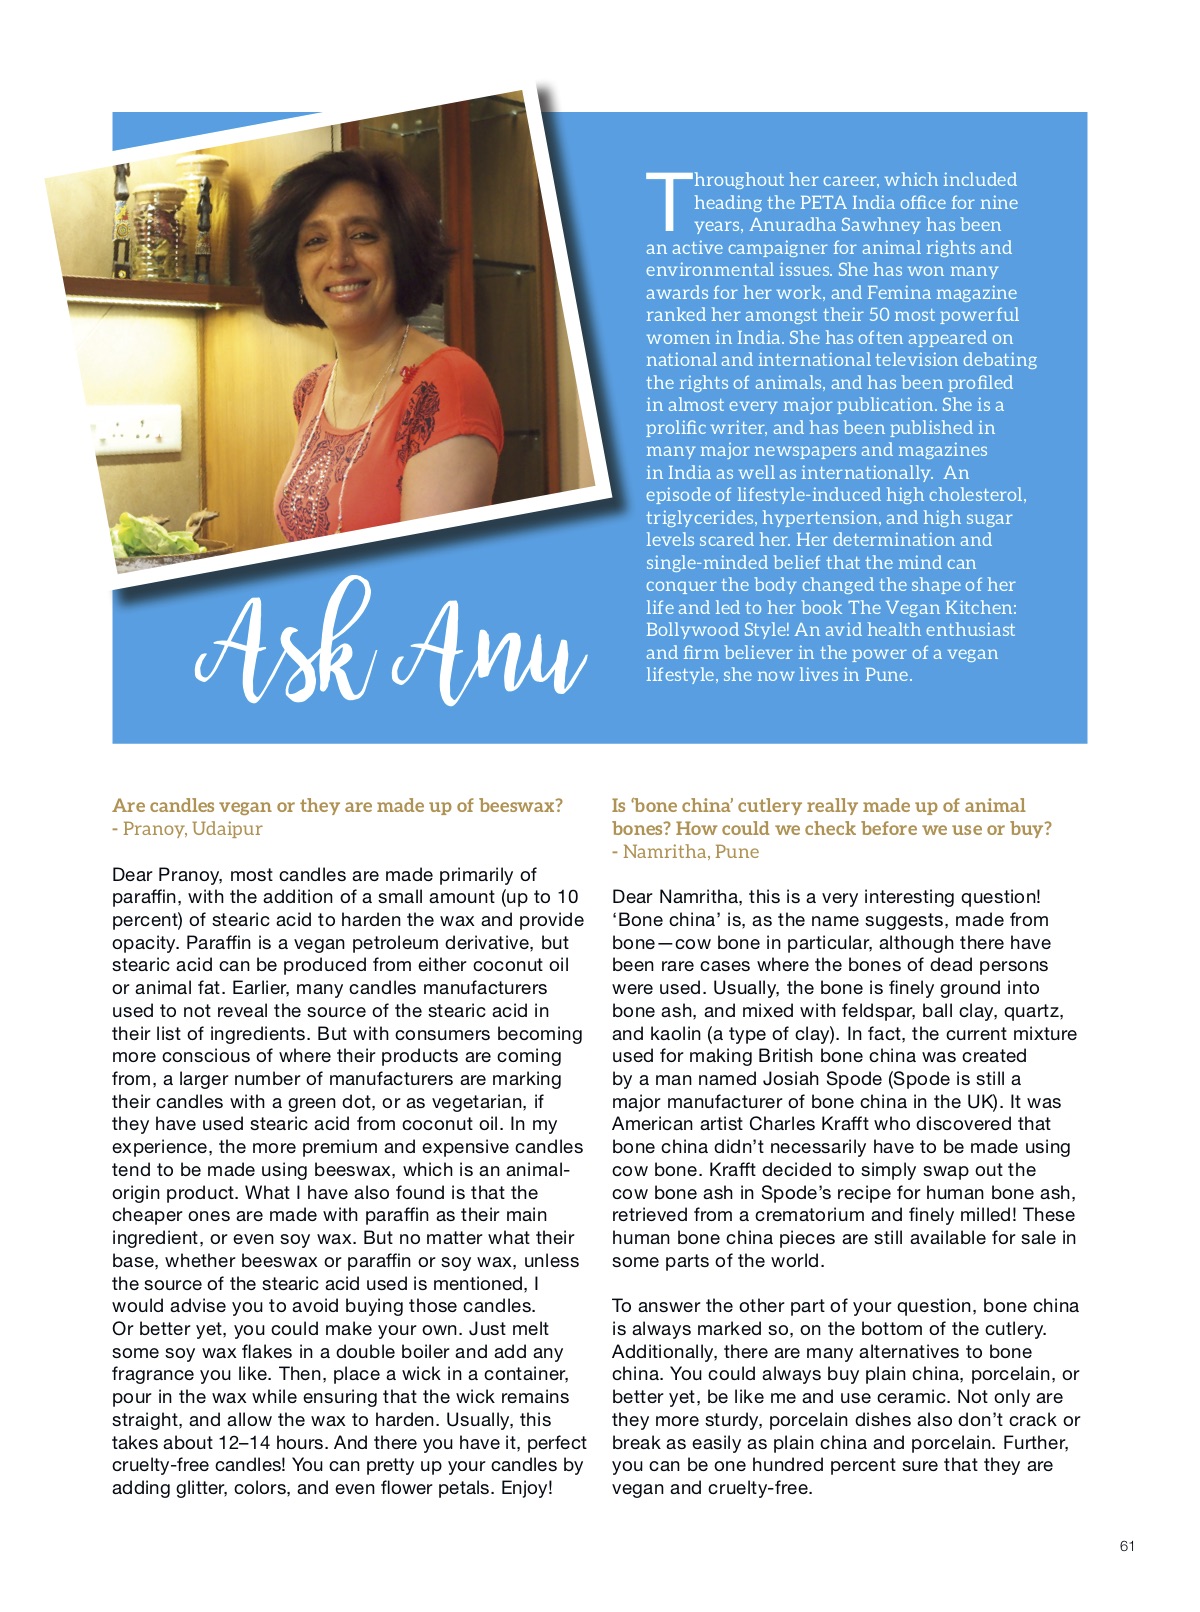 Throughout her career, which included
heading the PETA India office for nine
years, Anuradha Sawhney has been
an active campaigner for animal rights and
environmental issues. She has won many
awards for her work, and Femina magazine
ranked her amongst their 50 most powerful
women in India. She has often appeared on
national and international television debating
the rights of animals, and has been profiled
in almost every major publication. She is a
prolific writer, and has been published in
many major newspapers and magazines
in India as well as internationally.  An
episode of lifestyle-induced high cholesterol,
triglycerides, hypertension, and high sugar
levels scared her. Her determination and
single-minded belief that the mind can
conquer the body changed the shape of her
life and led to her book The Vegan Kitchen:
Bollywood Style! An avid health enthusiast
and firm believer in the power of a vegan
lifestyle, she now lives in Pune.
Ask Anu
Are candles vegan or they are made up of beeswax?
- Pranoy, Udaipur
Dear Pranoy, most candles are made primarily of
paraffin, with the addition of a small amount (up to 10
percent) of stearic acid to harden the wax and provide
opacity. Paraffin is a vegan petroleum derivative, but
stearic acid can be produced from either coconut oil
or animal fat. Earlier, many candles manufacturers
used to not reveal the source of the stearic acid in
their list of ingredients. But with consumers becoming
more conscious of where their products are coming
from, a larger number of manufacturers are marking
their candles with a green dot, or as vegetarian, if
they have used stearic acid from coconut oil. In my
experience, the more premium and expensive candles
tend to be made using beeswax, which is an animal-
origin product. What I have also found is that the
cheaper ones are made with paraffin as their main
ingredient, or even soy wax. But no matter what their
base, whether beeswax or paraffin or soy wax, unless
the source of the stearic acid used is mentioned, I
would advise you to avoid buying those candles.
Or better yet, you could make your own. Just melt
some soy wax flakes in a double boiler and add any
fragrance you like. Then, place a wick in a container,
pour in the wax while ensuring that the wick remains
straight, and allow the wax to harden. Usually, this
takes about 12–14 hours. And there you have it, perfect
cruelty-free candles! You can pretty up your candles by
adding glitter, colors, and even flower petals. Enjoy!
Is ‘bone china’ cutlery really made up of animal
bones? How could we check before we use or buy?
- Namritha, Pune
Dear Namritha, this is a very interesting question!
‘Bone china’ is, as the name suggests, made from
bone—cow bone in particular, although there have
been rare cases where the bones of dead persons
were used. Usually, the bone is finely ground into
bone ash, and mixed with feldspar, ball clay, quartz,
and kaolin (a type of clay). In fact, the current mixture
used for making British bone china was created
by a man named Josiah Spode (Spode is still a
major manufacturer of bone china in the UK). It was
American artist Charles Krafft who discovered that
bone china didn’t necessarily have to be made using
cow bone. Krafft decided to simply swap out the
cow bone ash in Spode’s recipe for human bone ash,
retrieved from a crematorium and finely milled! These
human bone china pieces are still available for sale in
some parts of the world.
To answer the other part of your question, bone china
is always marked so, on the bottom of the cutlery.
Additionally, there are many alternatives to bone
china. You could always buy plain china, porcelain, or
better yet, be like me and use ceramic. Not only are
they more sturdy, porcelain dishes also don’t crack or
break as easily as plain china and porcelain. Further,
you can be one hundred percent sure that they are
vegan and cruelty-free.
61